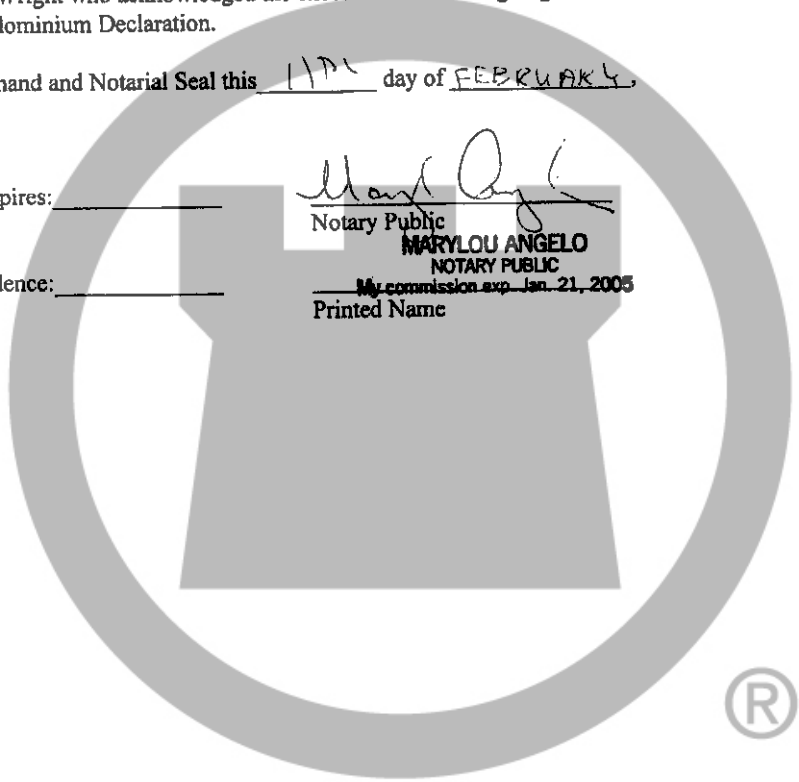 dominium Declaration.
hand and Notarial Seal this 11th day of FEBRUARY,
pires:
Notary Public
MARYLOU ANGELO
NOTARY PUBLIC
lence:
My commission exp. Jan. 21, 2005
Printed Name
®